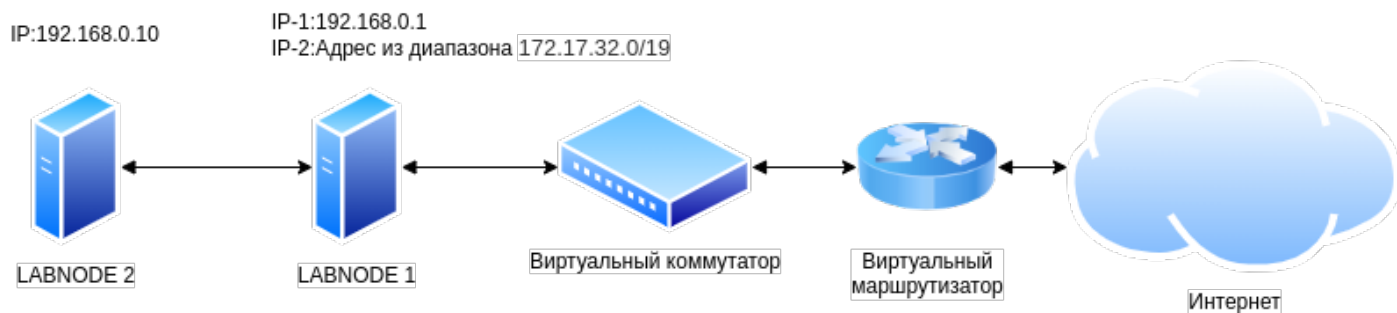 IP:192.168.0.10
IP-1:192.168.0.1
IP-2:Адрес из диапазона 172.17.32.0/19
LABNODE 2
LABNODE 1
Виртуальный коммутатор
Виртуальный
маршрутизатор
Интернет